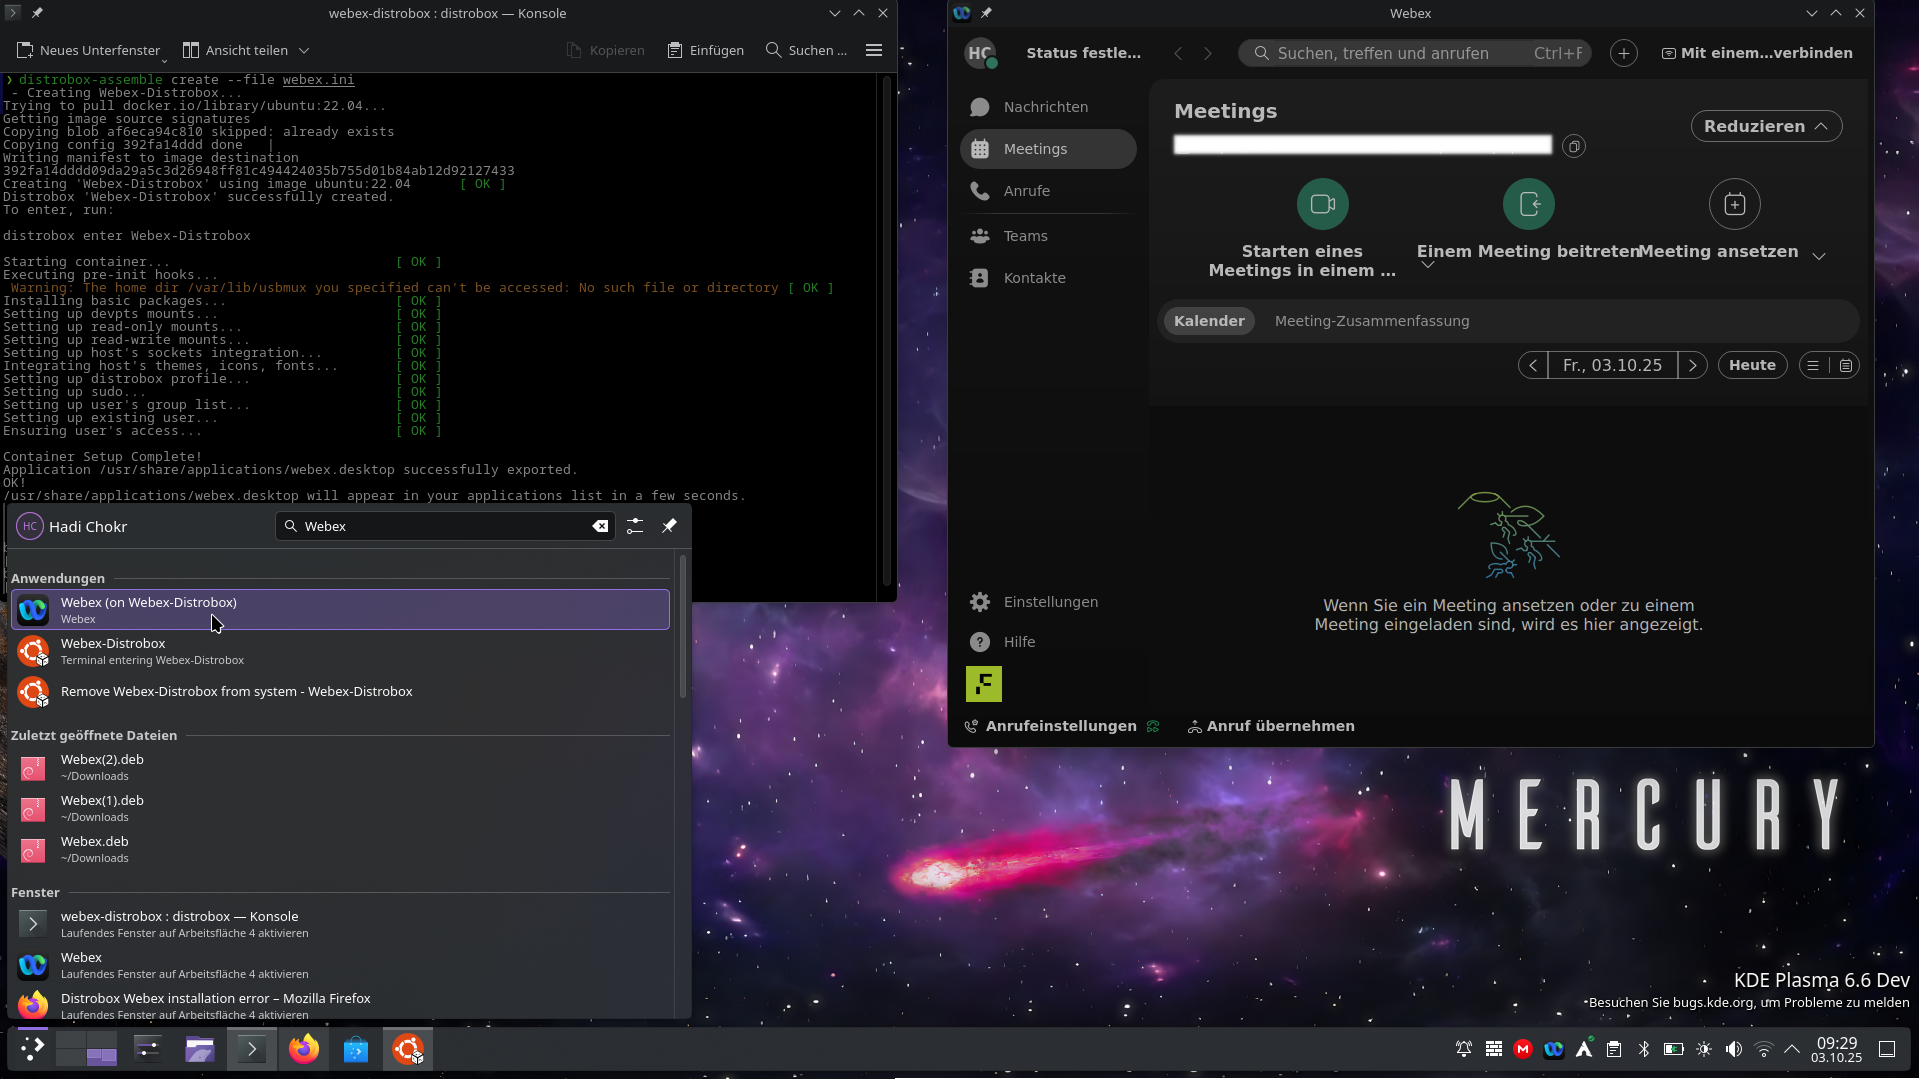 webex-distrobox : distrobox — Konsole
Neues Unterfenster
Ansicht teilen
Kopieren
Einfügen
Suchen ...
❯ distrobox-assemble create --file webex.ini
- Creating Webex-Distrobox...
Trying to pull docker.io/library/ubuntu:22.04...
Getting image source signatures
Copying blob af6eca94c810 skipped: already exists
Copying config 392fa14ddd done   |
Writing manifest to image destination
392fa14dddd09da29a5c3d26948ff81c494424035b755d01b84ab12d92127433
Creating 'Webex-Distrobox' using image ubuntu:22.04      [ OK ]
Distrobox 'Webex-Distrobox' successfully created.
To enter, run:
distrobox enter Webex-Distrobox
Starting container...                            [ OK ]
Executing pre-init hooks...
Warning: The home dir /var/lib/usbmux you specified can't be accessed: No such file or directory [ OK ]
Installing basic packages...                     [ OK ]
Setting up devpts mounts...                      [ OK ]
Setting up read-only mounts...                   [ OK ]
Setting up read-write mounts...                  [ OK ]
Setting up host's sockets integration...         [ OK ]
Integrating host's themes, icons, fonts...       [ OK ]
Setting up distrobox profile...                  [ OK ]
Setting up sudo...                               [ OK ]
Setting up user's group list...                  [ OK ]
Setting up existing user...                      [ OK ]
Ensuring user's access...                        [ OK ]
Container Setup Complete!
Application /usr/share/applications/webex.desktop successfully exported.
OK!
/usr/share/applications/webex.desktop will appear in your applications list in a few seconds.
HC Hadi Chokr
Webex
Anwendungen
Webex (on Webex-Distrobox)
Webex
Webex-Distrobox
Terminal entering Webex-Distrobox
Remove Webex-Distrobox from system - Webex-Distrobox
Zuletzt geöffnete Dateien
Webex(2).deb
~/Downloads
Webex(1).deb
~/Downloads
Webex.deb
~/Downloads
Fenster
webex-distrobox : distrobox — Konsole
Laufendes Fenster auf Arbeitsfläche 4 aktivieren
Webex
Laufendes Fenster auf Arbeitsfläche 4 aktivieren
Distrobox Webex installation error – Mozilla Firefox
Laufendes Fenster auf Arbeitsfläche 4 aktivieren
Webex
HC
Status festle...
Suchen, treffen und anrufen
Ctrl+F
Mit einem...verbinden
Nachrichten
Meetings
Anrufe
Teams
Kontakte
Einstellungen
Hilfe
Anrufeinstellungen
Anruf übernehmen
Meetings
Reduzieren
Starten eines
Meetings in einem ...
Einem Meeting beitreten
Meeting ansetzen
Kalender
Meeting-Zusammenfassung
Fr., 03.10.25
Heute
Wenn Sie ein Meeting ansetzen oder zu einem
Meeting eingeladen sind, wird es hier angezeigt.
MERCURY
KDE Plasma 6.6 Dev
Besuchen Sie bugs.kde.org, um Probleme zu melden
09:29
03.10.25